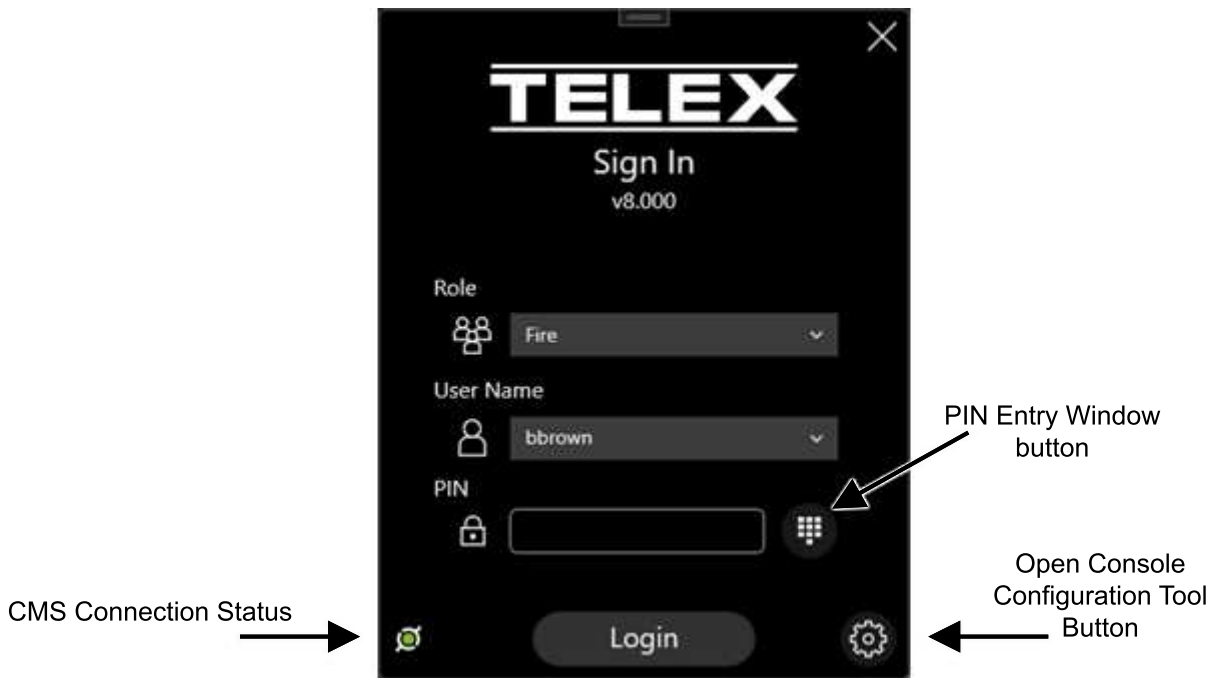 TELEX
Sign In
v8.000
Role
Fire
User Name
bbrown
PIN Entry Window
button
PIN
Open Console
Configuration Tool
Button
CMS Connection Status
Login